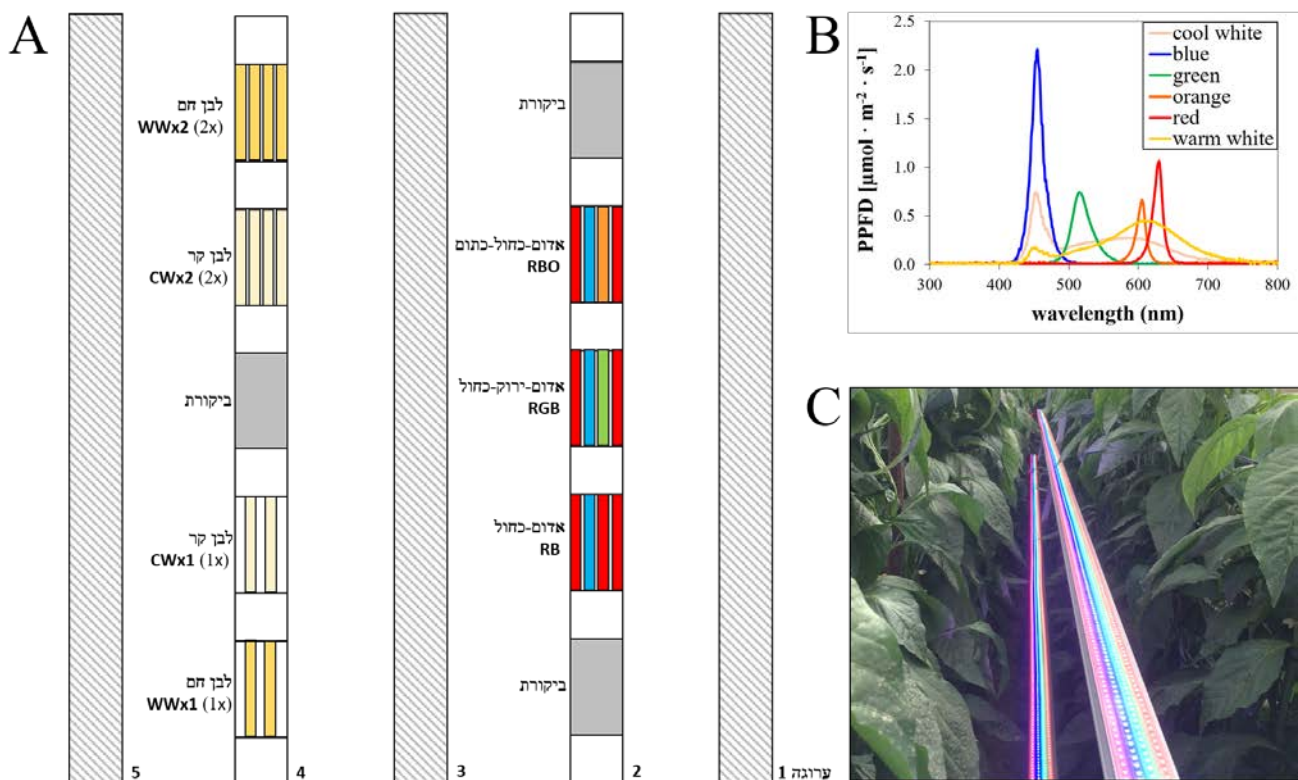 A
לבן חם
WWx2 (2x)
לבן קר
CWx2 (2x)
ביקורת
לבן קר
CWx1 (1x)
לבן חם
WWx1 (1x)
ביקורת
אדום-כחול-כתום
RBO
אדום-ירוק-כחול
RGB
אדום-כחול
RB
ביקורת
5
4
3
2
ערוגה 1
B
PPFD [µmol · m⁻² · s⁻¹]
2.5
2.0
1.5
1.0
0.5
0.0
300 400 500 600 700 800
wavelength (nm)
cool white
blue
green
orange
red
warm white
C